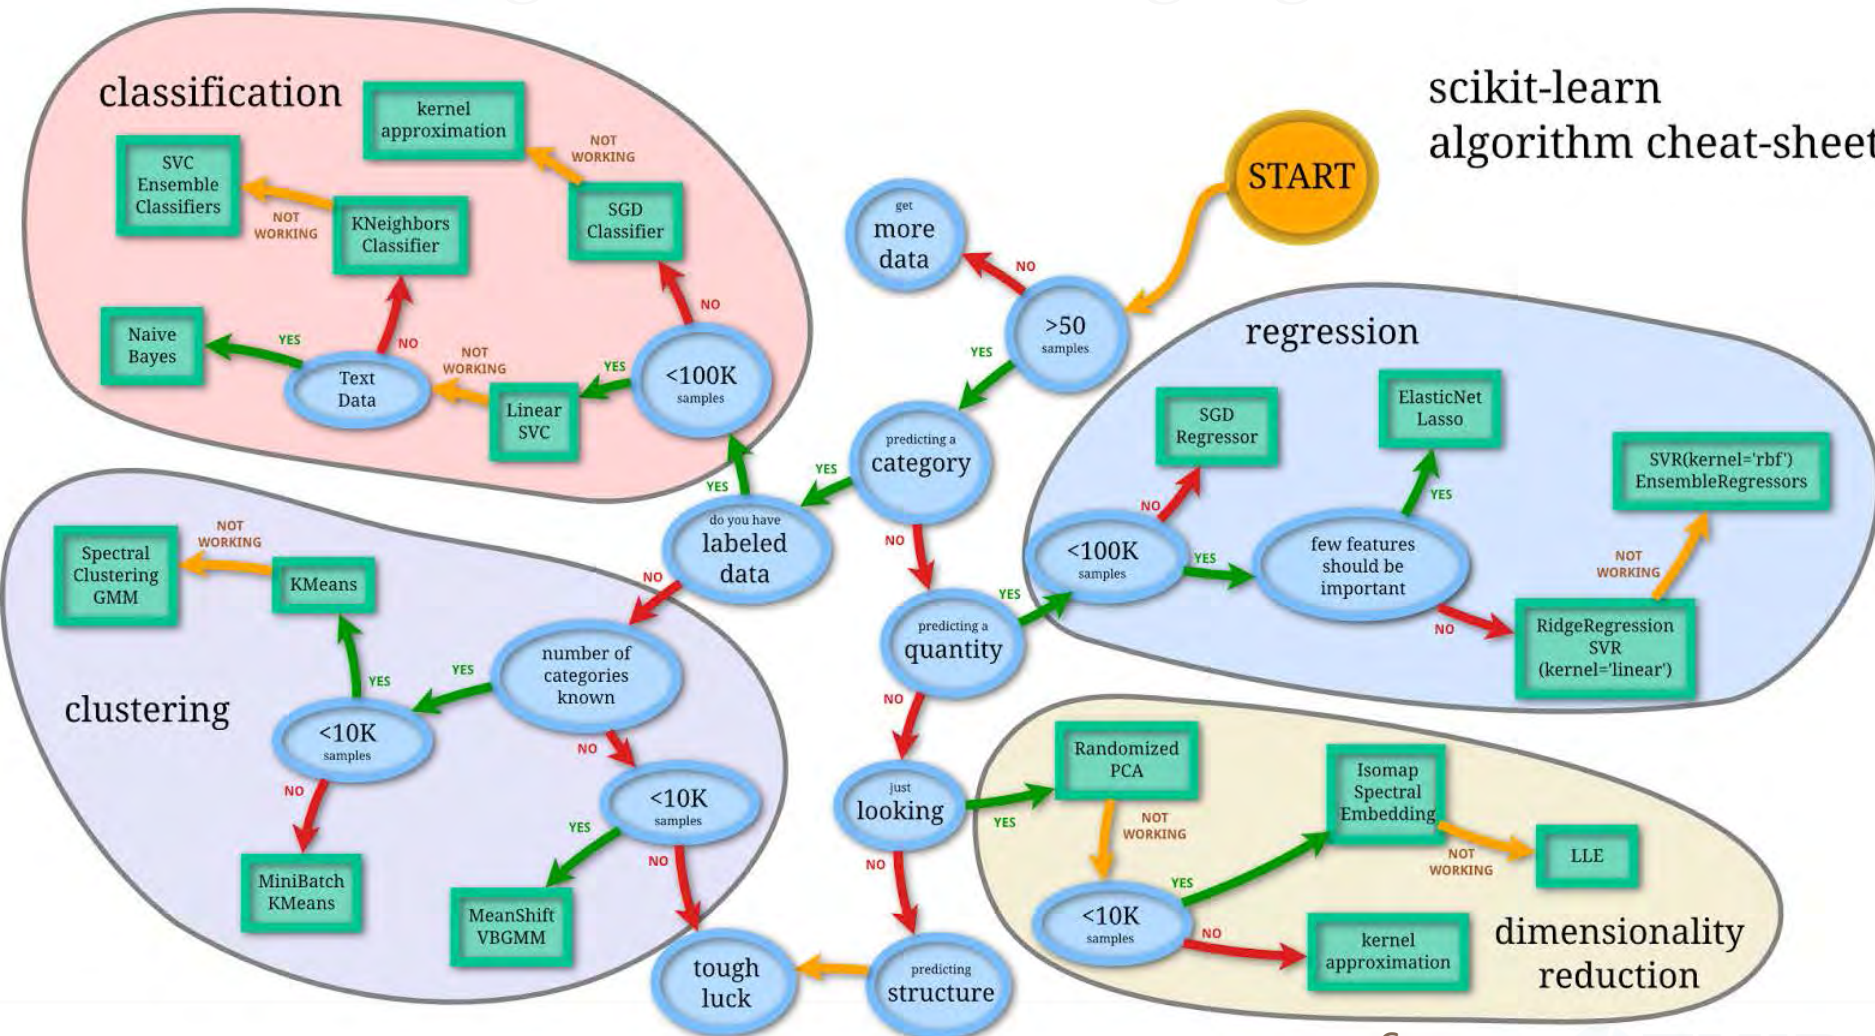 scikit-learn
algorithm cheat-sheet
START
get
more
data
NO
>50
samples
YES
predicting a
category
YES
NO
do you have
labeled
data
YES
NO
predicting a
quantity
YES
NO
just
looking
YES
NO
predicting
structure
tough
luck
classification
kernel
approximation
NOT
WORKING
SVC
Ensemble
Classifiers
NOT
WORKING
KNeighbors
Classifier
SGD
Classifier
NO
Naive
Bayes
YES
NO
Text
Data
NOT
WORKING
Linear
SVC
YES
<100K
samples
regression
SGD
Regressor
ElasticNet
Lasso
SVR(kernel='rbf')
EnsembleRegressors
NO
YES
<100K
samples
YES
few features
should be
important
NOT
WORKING
NO
RidgeRegression
SVR
(kernel='linear')
clustering
Spectral
Clustering
GMM
NOT
WORKING
KMeans
number of
categories
known
YES
YES
<10K
samples
NO
NO
<10K
samples
YES
NO
MiniBatch
KMeans
MeanShift
VBGMM
dimensionality
reduction
Randomized
PCA
NOT
WORKING
Isomap
Spectral
Embedding
NOT
WORKING
LLE
YES
<10K
samples
NO
kernel
approximation